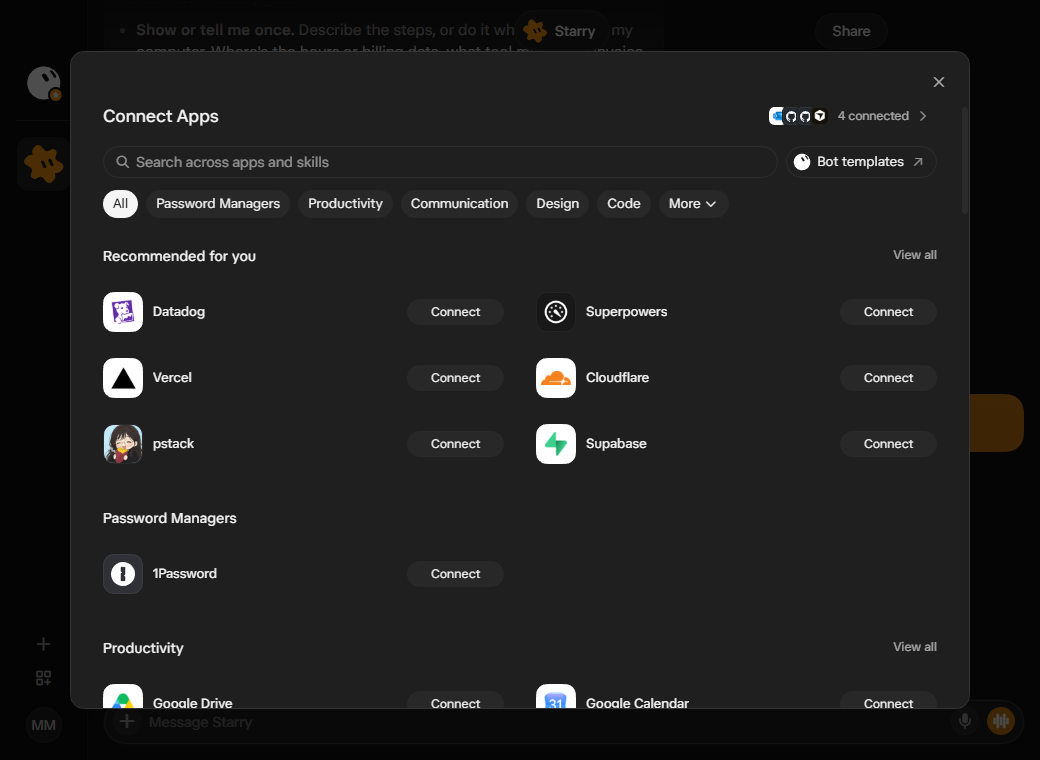 Show or tell me once. Describe the steps, or do it wh
my
Starry
Share
Connect Apps
4 connected
Search across apps and skills
Bot templates
All
Password Managers
Productivity
Communication
Design
Code
More
Recommended for you
View all
Datadog
Connect
Superpowers
Connect
Vercel
Connect
Cloudflare
Connect
pstack
Connect
Supabase
Connect
Password Managers
1Password
Connect
Productivity
View all
Google Drive
Connect
31
Google Calendar
Connect
MM
Message Starry